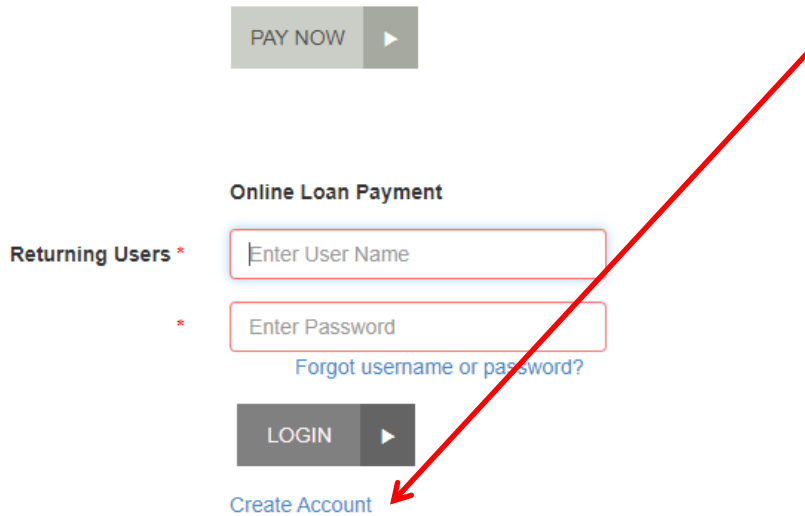 PAY NOW
Online Loan Payment
Returning Users * Enter User Name
* Enter Password
Forgot username or password?
LOGIN
Create Account